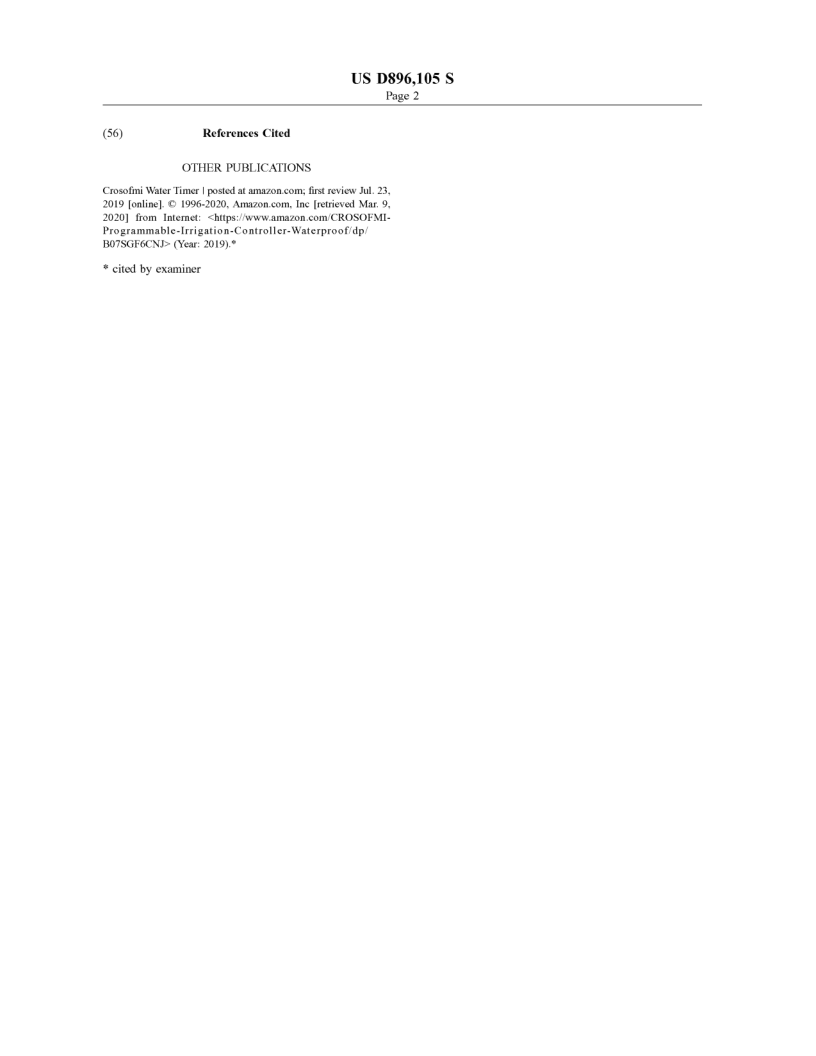 US D896,105 S
Page 2
(56) References Cited
OTHER PUBLICATIONS
Crosofmi Water Timer | posted at amazon.com; first review Jul. 23,
2019 [online]. © 1996-2020, Amazon.com, Inc [retrieved Mar. 9,
2020] from Internet: <https://www.amazon.com/CROSOFMI-
Programmable-Irrigation-Controller-Waterproof/dp/
B07SGF6CNJ> (Year: 2019).*
* cited by examiner